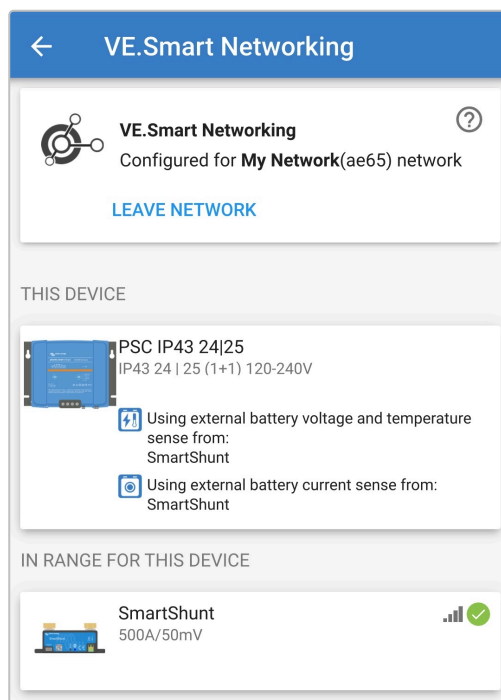 VE.Smart Networking
VE.Smart Networking
Configured for My Network(ae65) network
LEAVE NETWORK
THIS DEVICE
PSC IP43 24|25
IP43 24 | 25 (1+1) 120-240V
Using external battery voltage and temperature
sense from:
SmartShunt
Using external battery current sense from:
SmartShunt
IN RANGE FOR THIS DEVICE
SmartShunt
500A/50mV